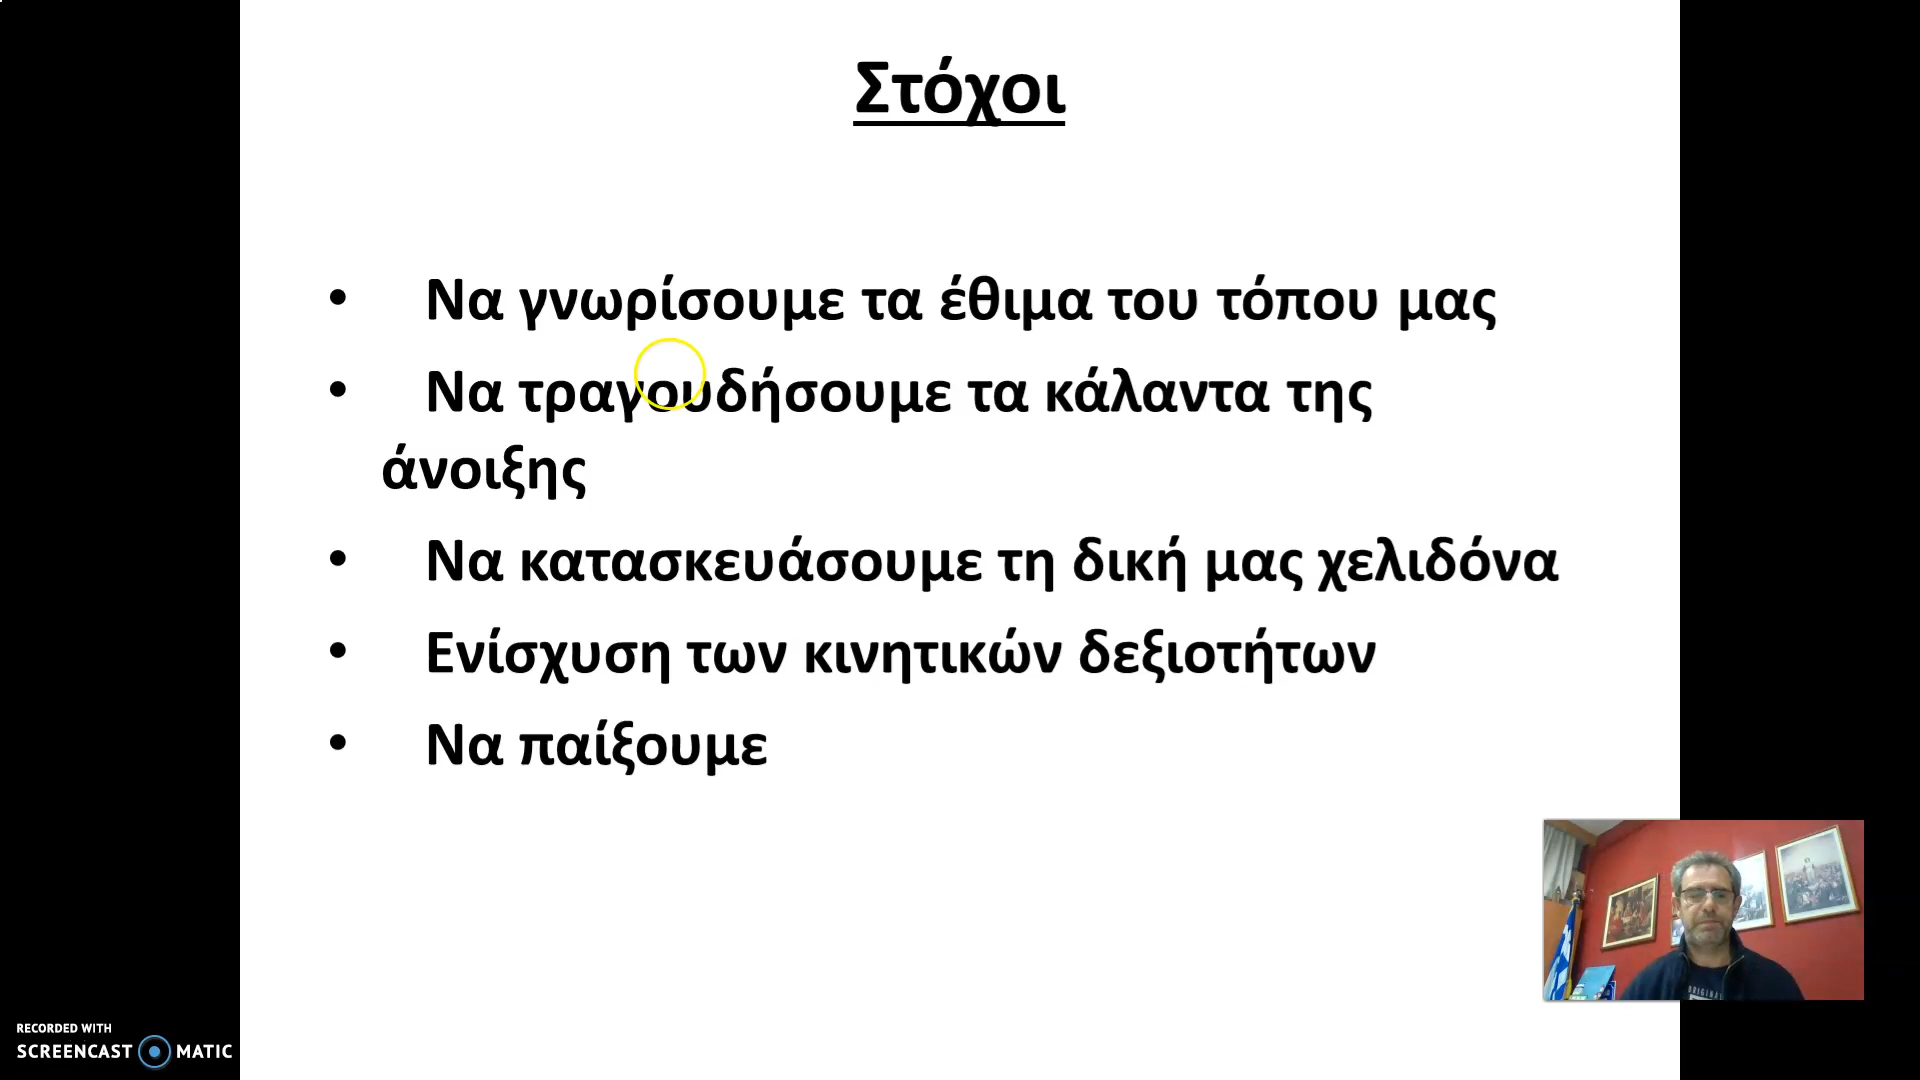 Στόχοι
• Να γνωρίσουμε τα έθιμα του τόπου μας
• Να τραγουδήσουμε τα κάλαντα της
άνοιξης
• Να κατασκευάσουμε τη δική μας χελιδόνα
• Ενίσχυση των κινητικών δεξιοτήτων
• Να παίξουμε
ORIGINAL
RECORDED WITH
SCREENCAST MATIC